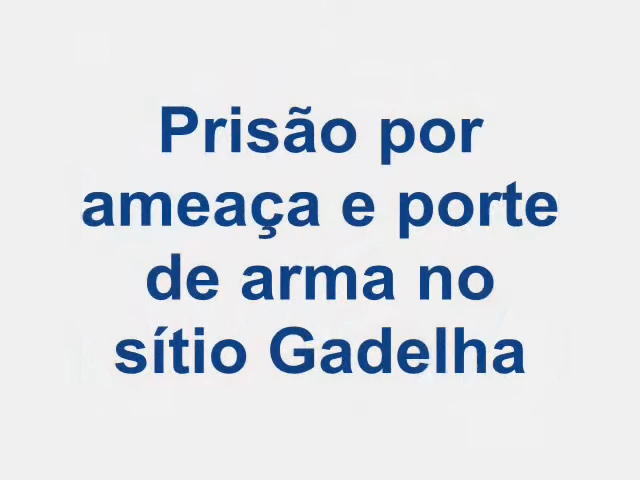 Prisão por
ameaça e porte
de arma no
sítio Gadelha